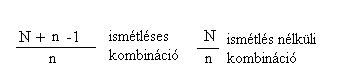 N + n -1 ismétléses
n kombináció
N ismétlés nélküli
n kombináció